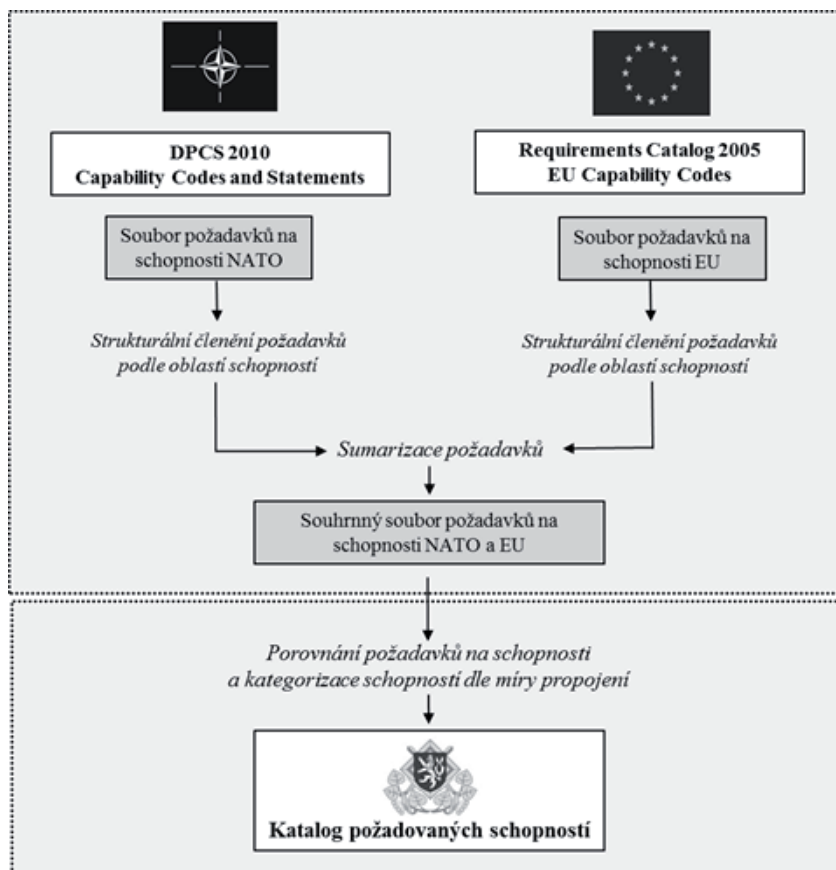 DPCS 2010
Capability Codes and Statements
Requirements Catalog 2005
EU Capability Codes
Soubor požadavků na
schopnosti NATO
Soubor požadavků na
schopnosti EU
Strukturální členění požadavků
podle oblastí schopností
Strukturální členění požadavků
podle oblastí schopností
Sumarizace požadavků
Souhrnný soubor požadavků na
schopnosti NATO a EU
Porovnání požadavků na schopnosti
a kategorizace schopností dle míry propojení
Katalog požadovaných schopností